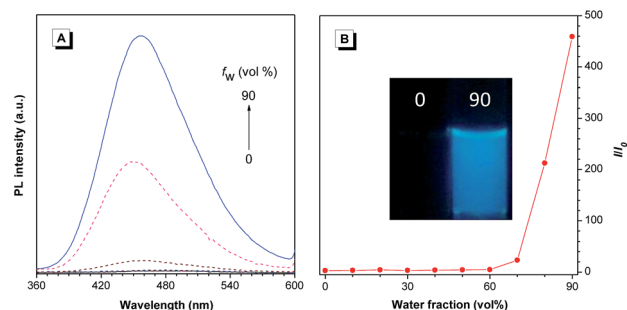 A
f_W (vol %)
90
0
PL intensity (a.u.)
360 420 480 540 600
Wavelength (nm)
B
0 90
500
400
300
200
100
0
I/I_0
0 30 60 90
Water fraction (vol%)